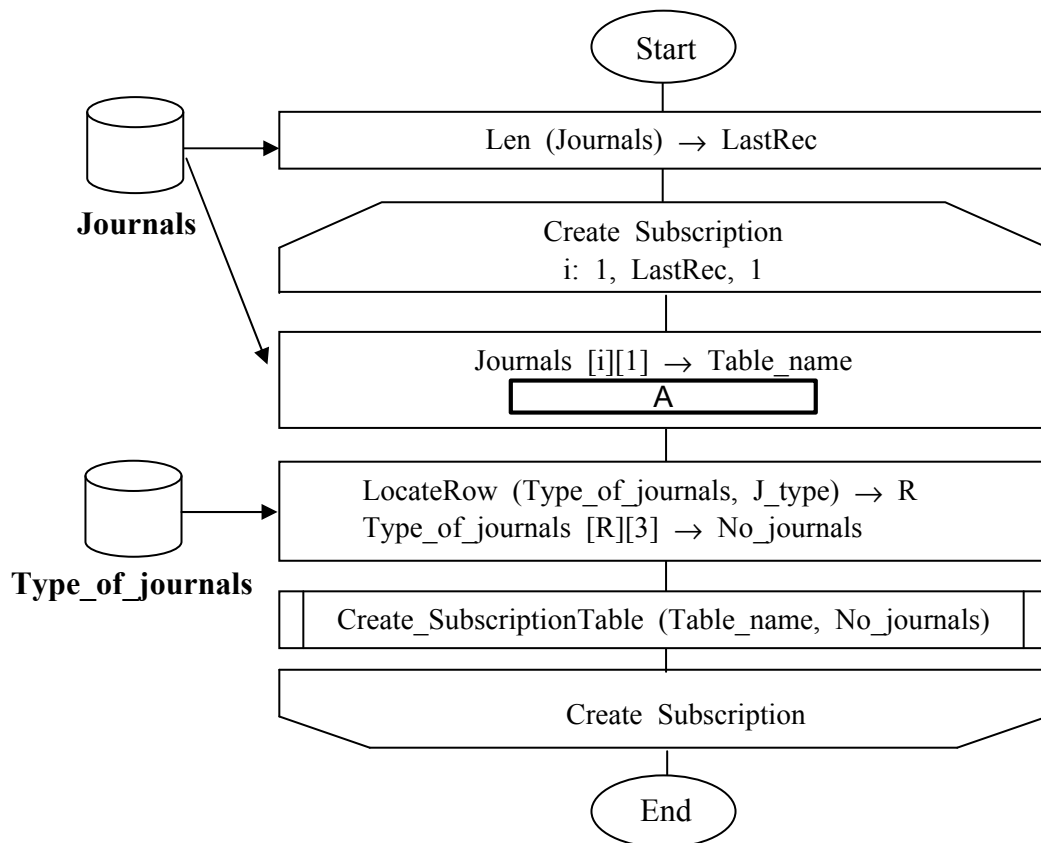 Start
Len (Journals) → LastRec
Journals
Create Subscription
i: 1, LastRec, 1
Journals [i][1] → Table_name
A
LocateRow (Type_of_journals, J_type) → R
Type_of_journals [R][3] → No_journals
Type_of_journals
Create_SubscriptionTable (Table_name, No_journals)
Create Subscription
End